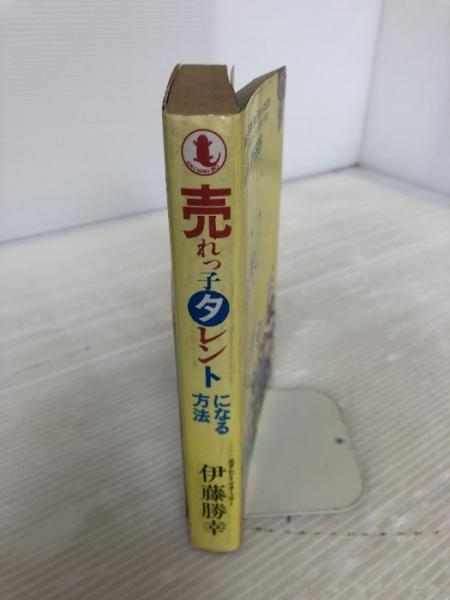 売れっ子タレント
になる
方法
伊藤勝幸